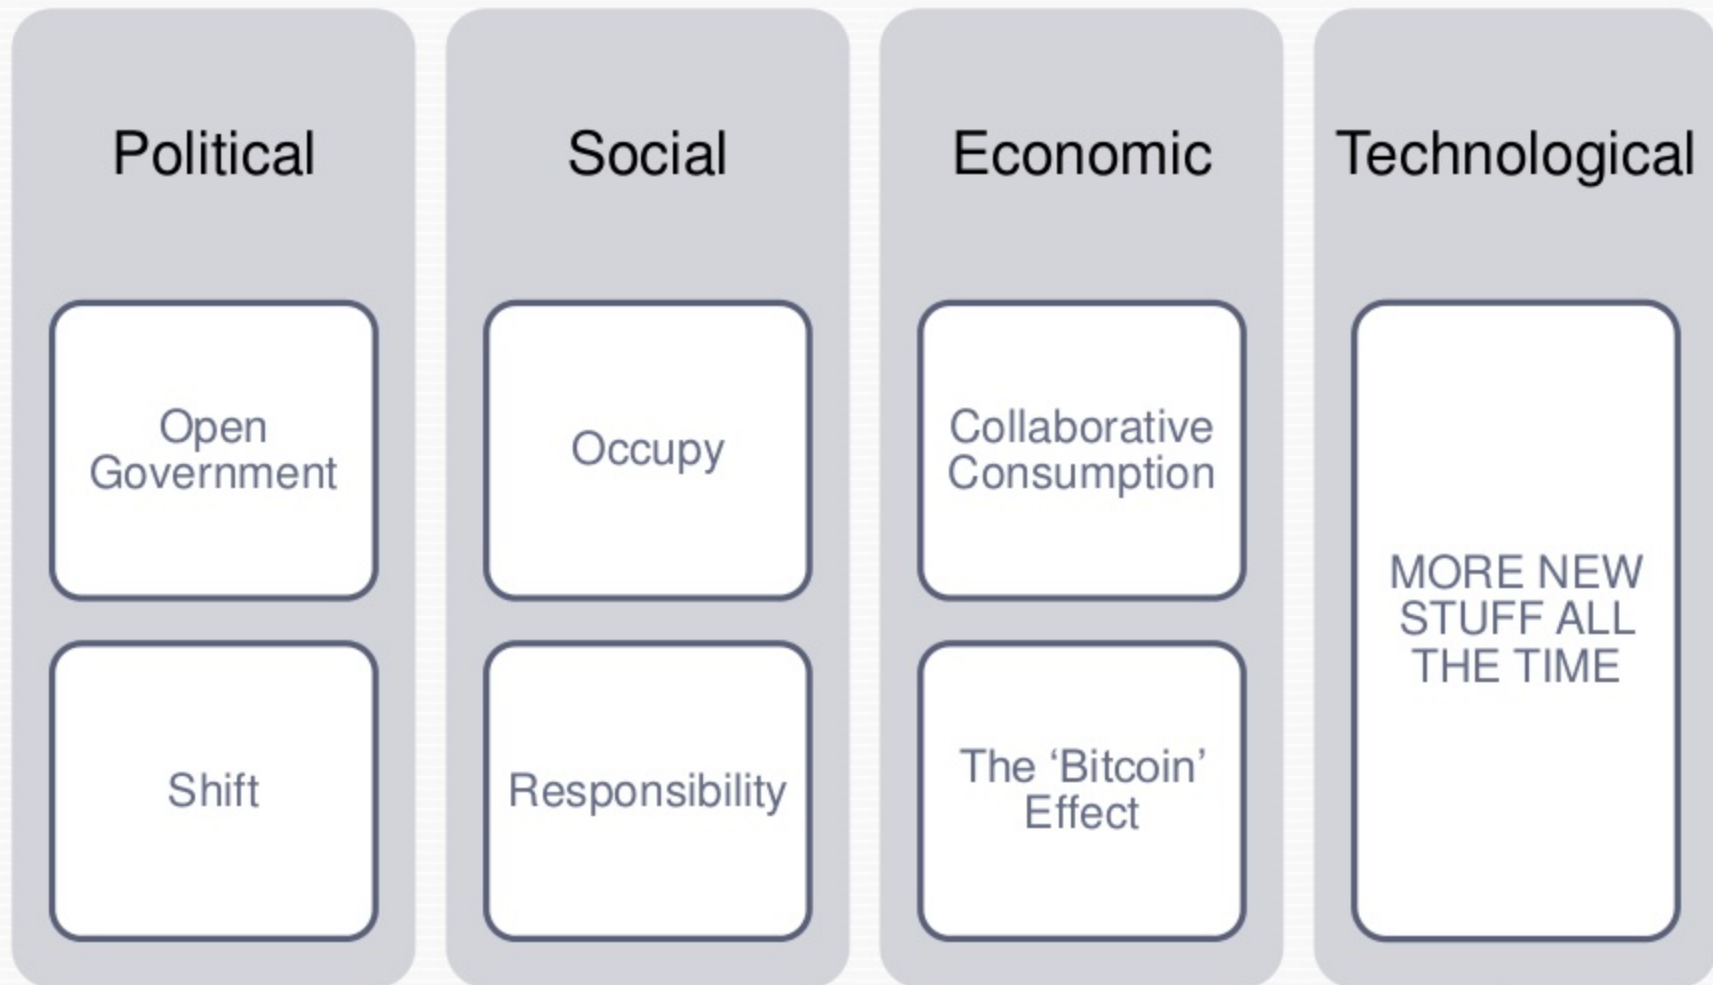 Political
Open
Government
Shift
Social
Occupy
Responsibility
Economic
Collaborative
Consumption
The ‘Bitcoin’
Effect
Technological
MORE NEW
STUFF ALL
THE TIME